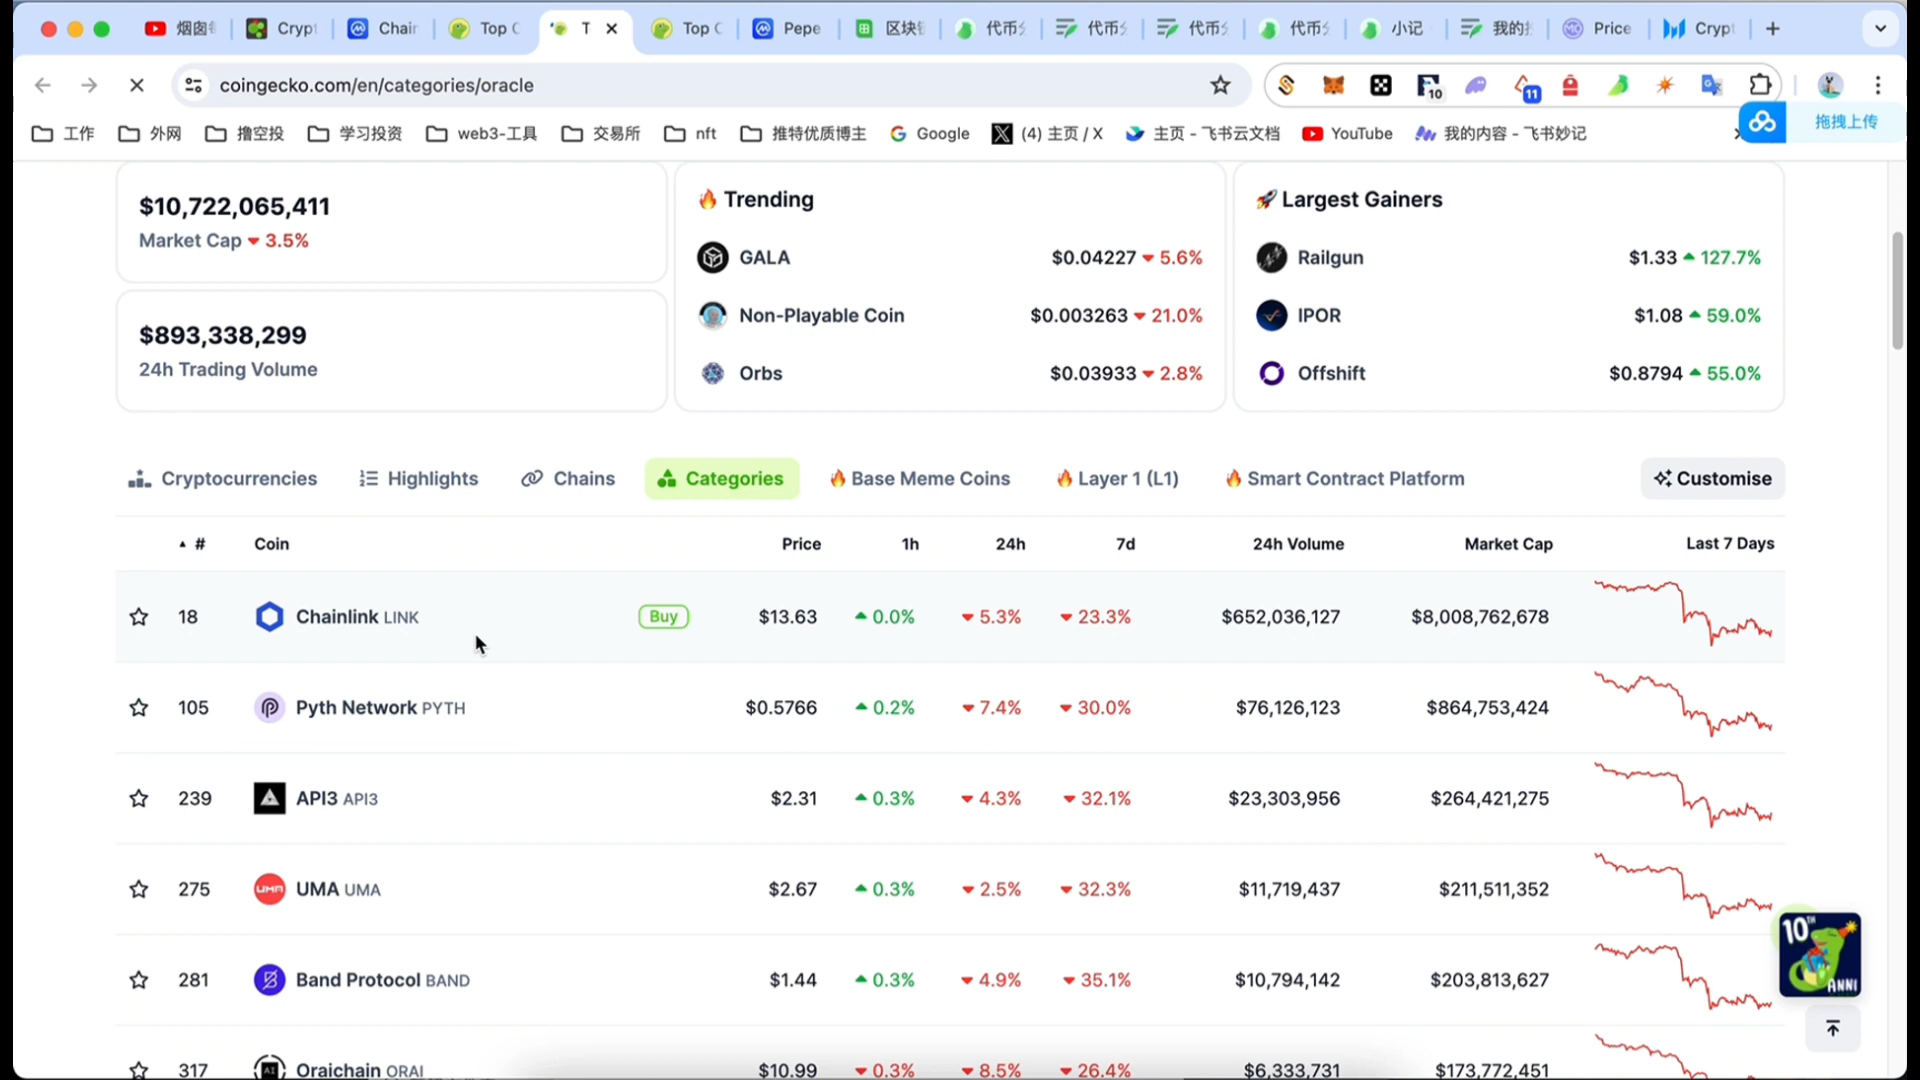 烟囱
Crypt
Chain
Top C
T
Top C
Pepe
区块
代币
代币
代币
代币
小记
我的
Price
Crypt
coingecko.com/en/categories/oracle
10
11
工作
外网
撸空投
学习投资
web3-工具
交易所
nft
推特优质博主
Google
(4) 主页 / X
主页 - 飞书云文档
YouTube
我的内容 - 飞书妙记
拖拽上传
$10,722,065,411
Market Cap 3.5%
$893,338,299
24h Trading Volume
Trending
GALA $0.04227 5.6%
Non-Playable Coin $0.003263 21.0%
Orbs $0.03933 2.8%
Largest Gainers
Railgun $1.33 127.7%
IPOR $1.08 59.0%
Offshift $0.8794 55.0%
Cryptocurrencies Highlights Chains Categories Base Meme Coins Layer 1 (L1) Smart Contract Platform Customise
# Coin Price 1h 24h 7d 24h Volume Market Cap Last 7 Days
18 Chainlink LINK Buy $13.63 0.0% 5.3% 23.3% $652,036,127 $8,008,762,678
105 Pyth Network PYTH $0.5766 0.2% 7.4% 30.0% $76,126,123 $864,753,424
239 API3 API3 $2.31 0.3% 4.3% 32.1% $23,303,956 $264,421,275
275 UMA UMA $2.67 0.3% 2.5% 32.3% $11,719,437 $211,511,352
281 Band Protocol BAND $1.44 0.3% 4.9% 35.1% $10,794,142 $203,813,627
317 Oraichain ORAI $10.99 0.3% 8.5% 26.4% $6,333,731 $173,772,451
10TH
ANNI